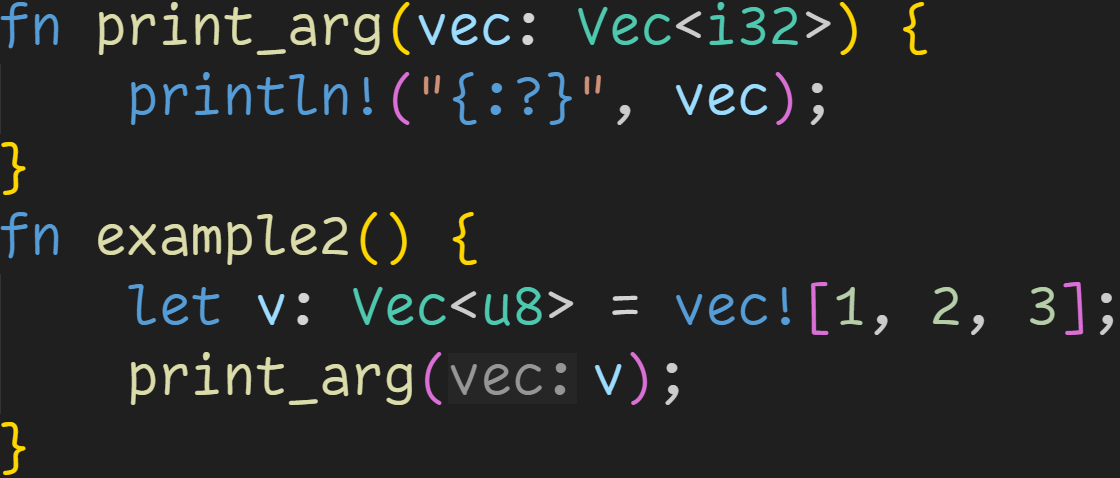 fn print_arg(vec: Vec<i32>) {
    println!("{:?}", vec);
}
fn example2() {
    let v: Vec<u8> = vec![1, 2, 3];
    print_arg(vec: v);
}